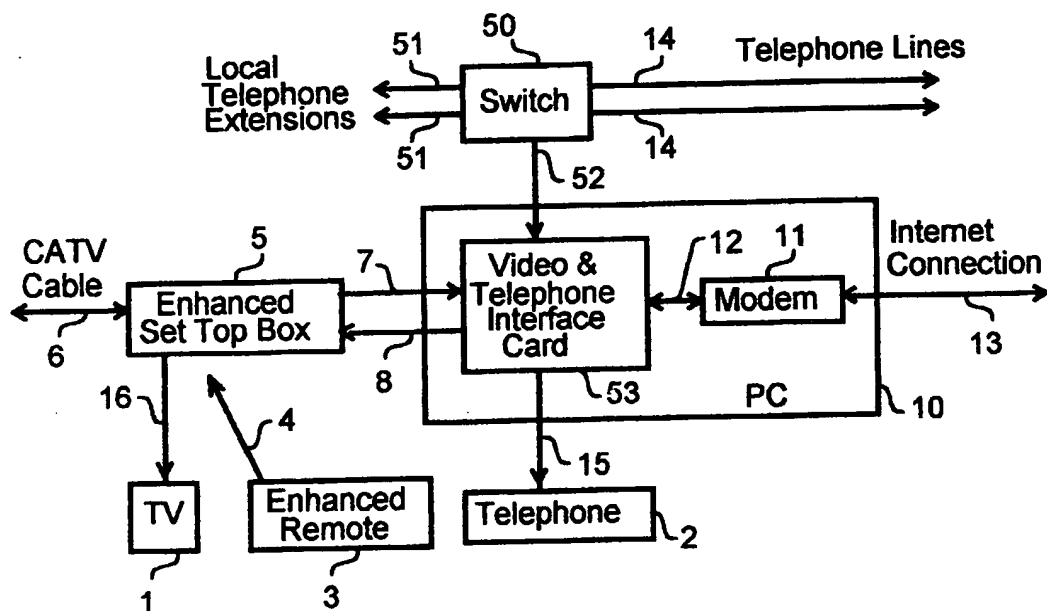 50
51
14
Telephone Lines
Local
Telephone
Extensions
Switch
51
14
52
CATV
Cable
5
7
12
11
Internet
Connection
Enhanced
Set Top Box
Video &
Telephone
Interface
Card
Modem
6
8
13
53
PC
10
16
4
15
TV
Enhanced
Remote
Telephone
2
1
3